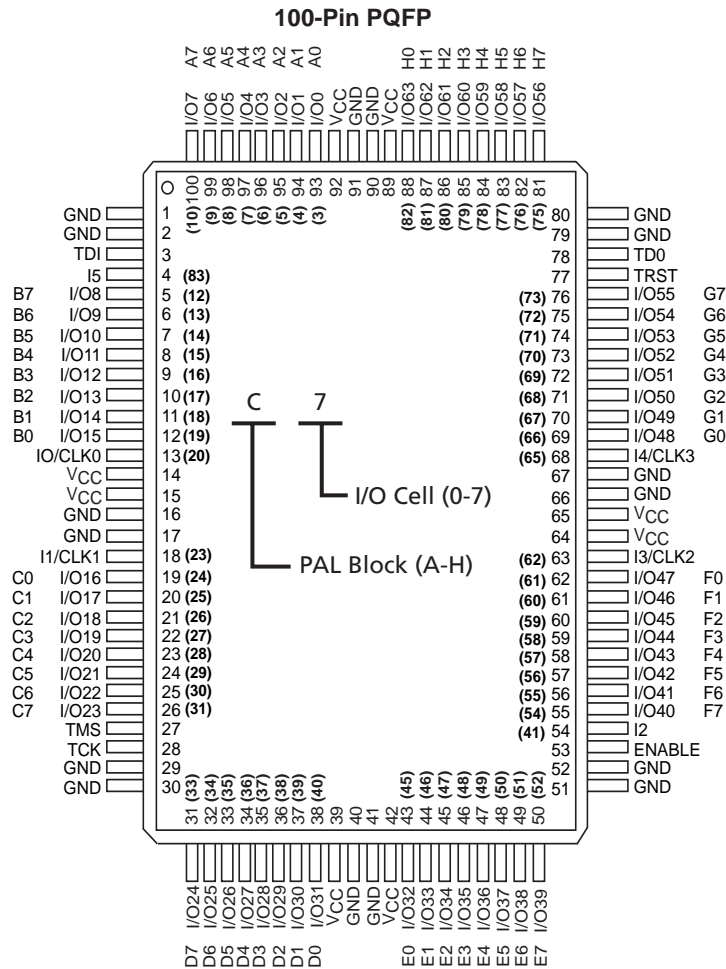 100-Pin PQFP
A7 A6 A5 A4 A3 A2 A1 A0 H0 H1 H2 H3 H4 H5 H6 H7
I/O7 I/O6 I/O5 I/O4 I/O3 I/O2 I/O1 I/O0 VCC GND GND VCC I/O63 I/O62 I/O61 I/O60 I/O59 I/O58 I/O57 I/O56
100 99 98 97 96 95 94 93 92 91 90 89 88 87 86 85 84 83 82 81
(10) (9) (8) (7) (6) (5) (4) (3) (82) (81) (80) (79) (78) (77) (76) (75)
GND 1 80 GND
GND 2 79 GND
TDI 3 78 TD0
I5 4 (83) 77 TRST
B7 I/O8 5 (12) (73) 76 I/O55 G7
B6 I/O9 6 (13) (72) 75 I/O54 G6
B5 I/O10 7 (14) (71) 74 I/O53 G5
B4 I/O11 8 (15) (70) 73 I/O52 G4
B3 I/O12 9 (16) (69) 72 I/O51 G3
B2 I/O13 10 (17) (68) 71 I/O50 G2
B1 I/O14 11 (18) C 7 (67) 70 I/O49 G1
B0 I/O15 12 (19) (66) 69 I/O48 G0
IO/CLK0 13 (20) (65) 68 I4/CLK3
VCC 14 67 GND
VCC 15 I/O Cell (0-7) 66 GND
GND 16 65 VCC
GND 17 64 VCC
I1/CLK1 18 (23) PAL Block (A-H) (62) 63 I3/CLK2
C0 I/O16 19 (24) (61) 62 I/O47 F0
C1 I/O17 20 (25) (60) 61 I/O46 F1
C2 I/O18 21 (26) (59) 60 I/O45 F2
C3 I/O19 22 (27) (58) 59 I/O44 F3
C4 I/O20 23 (28) (57) 58 I/O43 F4
C5 I/O21 24 (29) (56) 57 I/O42 F5
C6 I/O22 25 (30) (55) 56 I/O41 F6
C7 I/O23 26 (31) (54) 55 I/O40 F7
TMS 27 (41) 54 I2
TCK 28 53 ENABLE
GND 29 52 GND
GND 30 51 GND
(33) (34) (35) (36) (37) (38) (39) (40) (45) (46) (47) (48) (49) (50) (51) (52)
31 32 33 34 35 36 37 38 39 40 41 42 43 44 45 46 47 48 49 50
I/O24 I/O25 I/O26 I/O27 I/O28 I/O29 I/O30 I/O31 VCC GND GND VCC I/O32 I/O33 I/O34 I/O35 I/O36 I/O37 I/O38 I/O39
D7 D6 D5 D4 D3 D2 D1 D0 E0 E1 E2 E3 E4 E5 E6 E7